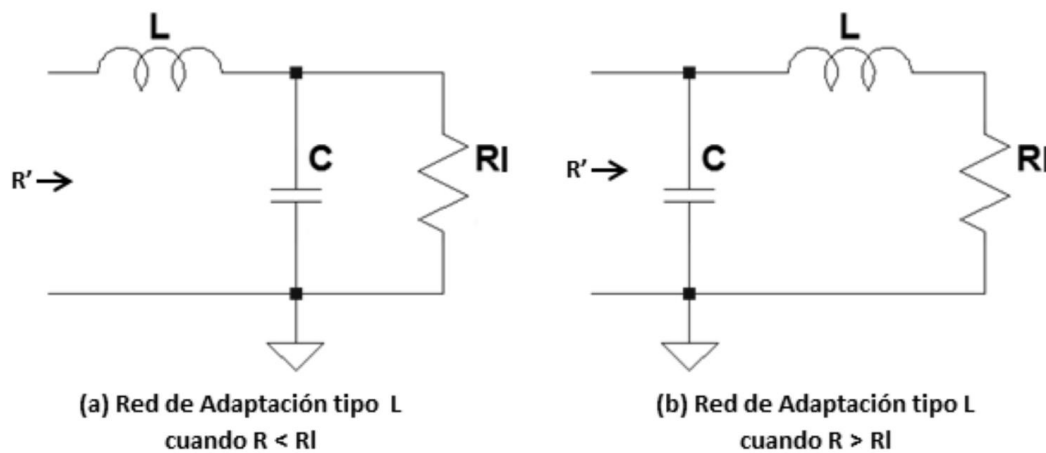 L
C
Rl
R'
(a) Red de Adaptación tipo L
cuando R < Rl
L
C
Rl
R'
(b) Red de Adaptación tipo L
cuando R > Rl